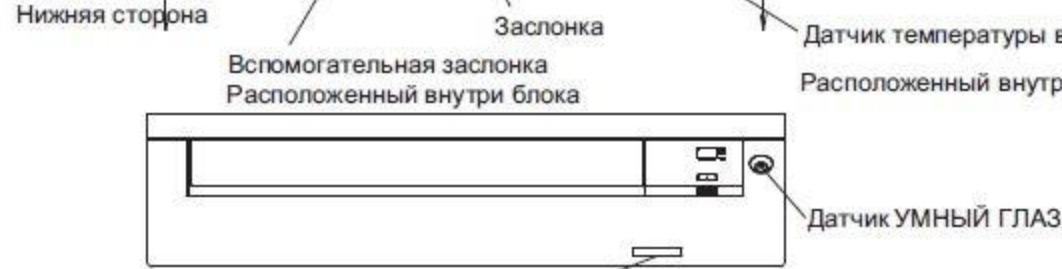 Нижняя сторона
Заслонка
Датчик температуры в
Вспомогательная заслонка
Расположенный внутри блока
Расположенный внутр
Датчик УМНЫЙ ГЛАЗ